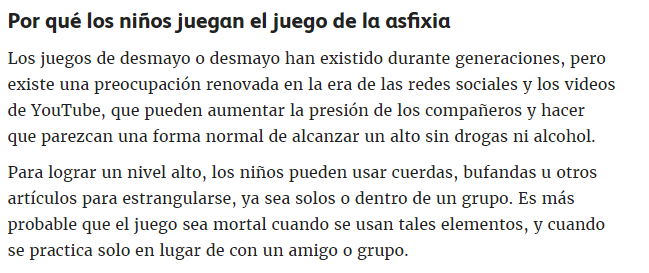 Por qué los niños juegan el juego de la asfixia
Los juegos de desmayo o desmayo han existido durante generaciones, pero
existe una preocupación renovada en la era de las redes sociales y los videos
de YouTube, que pueden aumentar la presión de los compañeros y hacer
que parezcan una forma normal de alcanzar un alto sin drogas ni alcohol.
Para lograr un nivel alto, los niños pueden usar cuerdas, bufandas u otros
artículos para estrangularse, ya sea solos o dentro de un grupo. Es más
probable que el juego sea mortal cuando se usan tales elementos, y cuando
se practica solo en lugar de con un amigo o grupo.